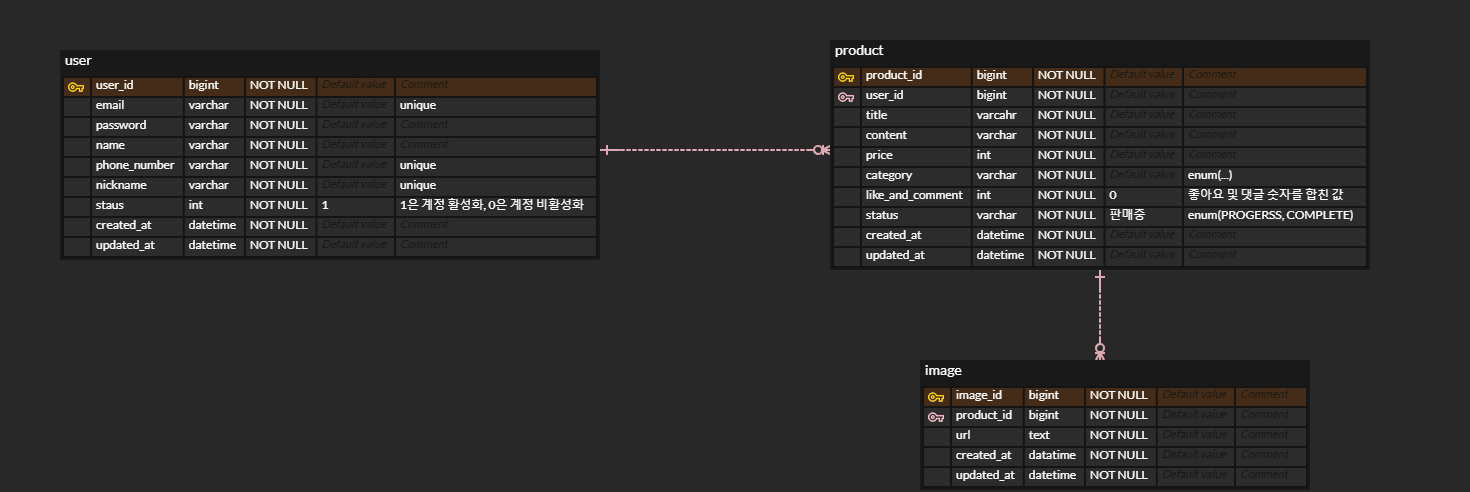 user
user_id bigint NOT NULL Default value Comment
email varchar NOT NULL Default value unique
password varchar NOT NULL Default value Comment
name varchar NOT NULL Default value Comment
phone_number varchar NOT NULL Default value unique
nickname varchar NOT NULL Default value unique
staus int NOT NULL 1 1은 계정 활성화, 0은 계정 비활성화
created_at datetime NOT NULL Default value Comment
updated_at datetime NOT NULL Default value Comment
product
product_id bigint NOT NULL Default value Comment
user_id bigint NOT NULL Default value Comment
title varcahr NOT NULL Default value Comment
content varchar NOT NULL Default value Comment
price int NOT NULL Default value Comment
category varchar NOT NULL Default value enum(...)
like_and_comment int NOT NULL 0 좋아요 및 댓글 숫자를 합친 값
status varchar NOT NULL 판매중 enum(PROGERSS, COMPLETE)
created_at datetime NOT NULL Default value Comment
updated_at datetime NOT NULL Default value Comment
image
image_id bigint NOT NULL Default value Comment
product_id bigint NOT NULL Default value Comment
url text NOT NULL Default value Comment
created_at datatime NOT NULL Default value Comment
updated_at datatime NOT NULL Default value Comment